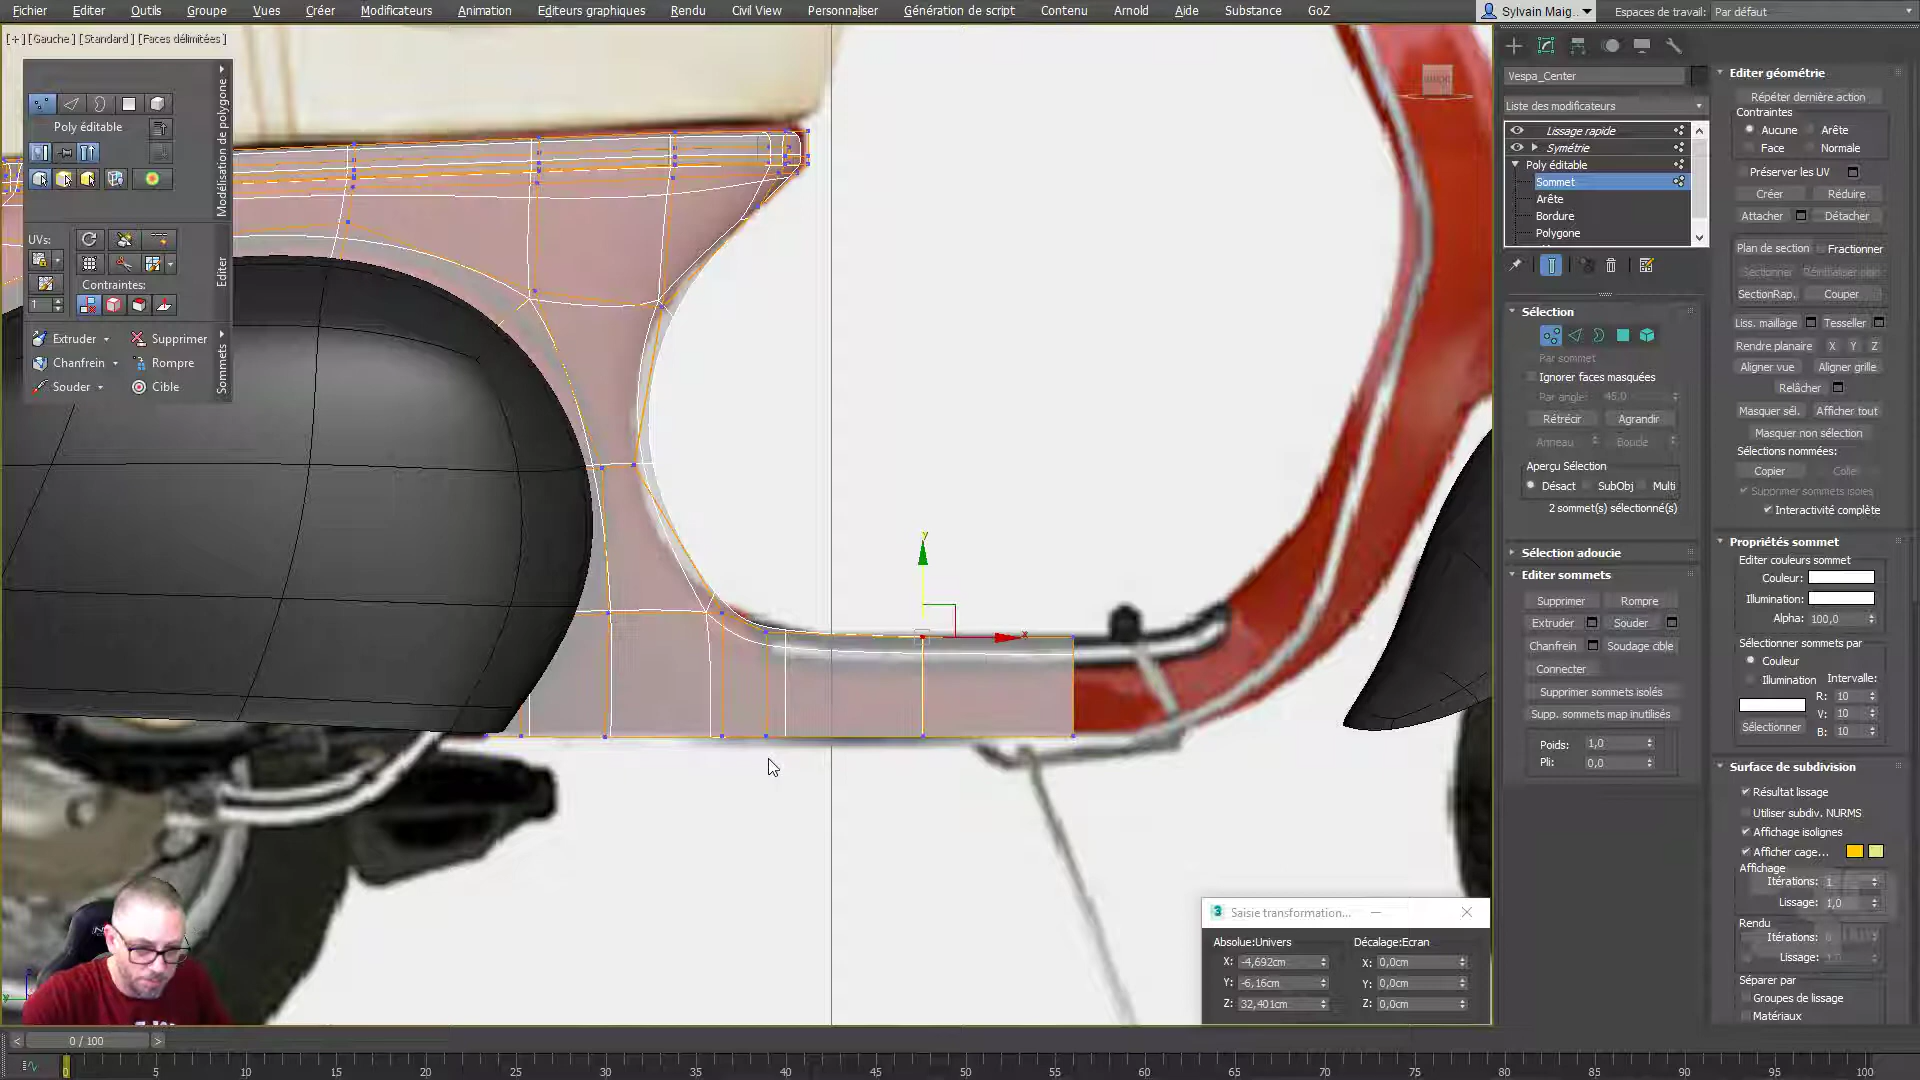 Fichier Editer Outils Groupe Vues Créer Modificateurs Animation Editeurs graphiques Rendu Civil View Personnaliser Génération de script Contenu Arnold Aide Substance GoZ
Sylvain Maig... Espaces de travail: Par défaut
[+][Gauche][Standard][Faces délimitées]
Modélisation de polygone
Poly éditable
Editer
UVs:
Contraintes:
1
Sommets
Extruder Supprimer
Chanfrein Rompre
Souder Cible
y
x
Vespa_Center
Liste des modificateurs
Lissage rapide
Symétrie
Poly éditable
Sommet
Arête
Bordure
Polygone
Sélection
Par sommet
Ignorer faces masquées
Par angle: 45,0
Rétrécir Agrandir
Anneau Boucle
Aperçu Sélection
Désact SubObj Multi
2 sommet(s) sélectionné(s)
Sélection adoucie
Editer sommets
Supprimer Rompre
Extruder Souder
Chanfrein Soudage cible
Connecter
Supprimer sommets isolés
Supp. sommets map inutilisés
Poids: 1,0
Pli: 0,0
Editer géométrie
Répéter dernière action
Contraintes
Aucune Arête
Face Normale
Préserver les UV
Créer Réduire
Attacher Détacher
Plan de section Fractionner
Sectionner
SectionRap. Couper
Liss. maillage Tesseller
Rendre planaire X Y Z
Aligner vue Aligner grille
Relâcher
Masquer sél. Afficher tout
Masquer non sélection
Sélections nommées:
Copier
Supprimer sommets isolés
Interactivité complète
Propriétés sommet
Editer couleurs sommet
Couleur:
Illumination:
Alpha: 100,0
Sélectionner sommets par
Couleur
Illumination Intervalle:
R: 10
V: 10
B: 10
Sélectionner
Surface de subdivision
Résultat lissage
Utiliser subdiv. NURMS
Affichage isolignes
Afficher cage...
Affichage
Itérations: 1
Lissage: 1,0
Rendu
Itérations: 0
Lissage: 1,0
Séparer par
Groupes de lissage
Matériaux
3 Saisie transformation...
Absolue:Univers Décalage:Ecran
X: -4,692cm X: 0,0cm
Y: -6,16cm Y: 0,0cm
Z: 32,401cm Z: 0,0cm
< 0 / 100 >
0 5 10 15 20 25 30 35 40 45 50 55 60 65 70 75 80 85 90 95 100